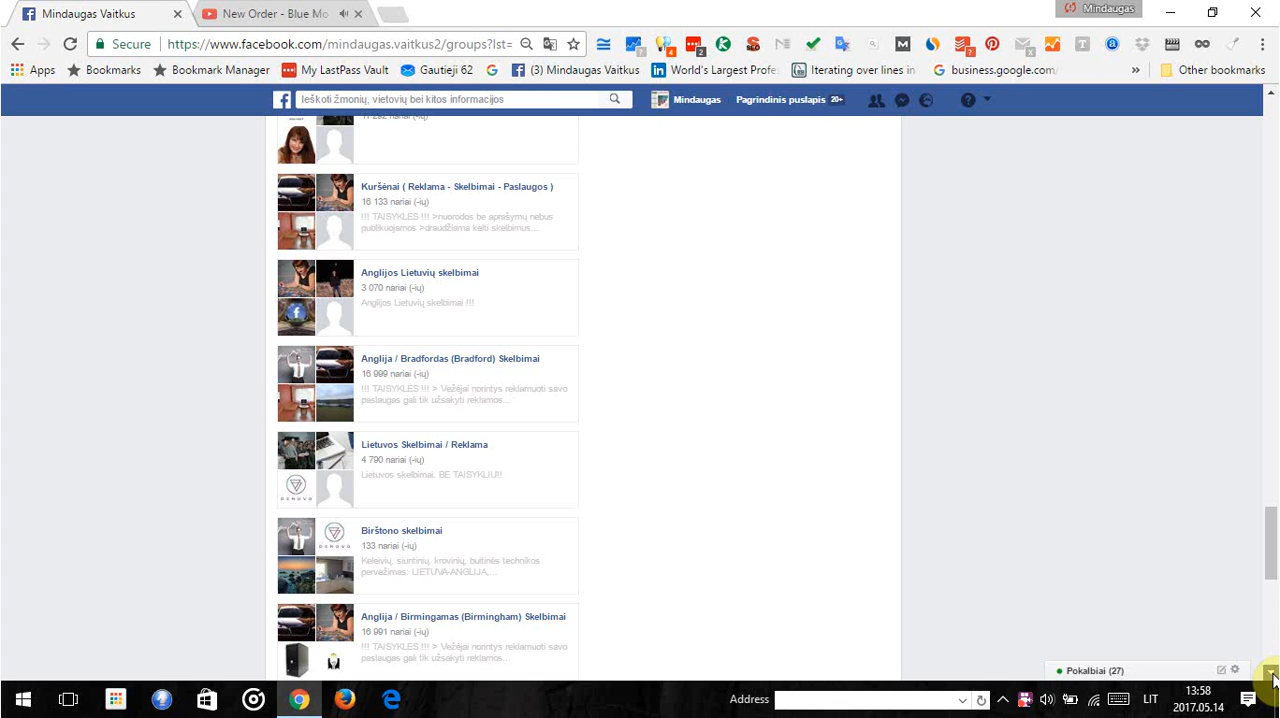 Mindaugas Vaitkus
New Order - Blue Mo
Mindaugas
Secure
https://www.facebook.com/mindaugas.vaitkus2/groups?lst=
Apps
Bookmarks
Bookmark Manager
My LastPass Vault
Gautieji 62
(3) Mindaugas Vaitkus
World's Largest Profe
Iterating over lines in
business.google.com/
Other bookmarks
Ieškoti žmonių, vietovių bei kitos informacijos
Mindaugas
Pagrindinis puslapis 20+
Kuršėnai ( Reklama - Skelbimai - Paslaugos )
16 133 nariai (-ių)
!!! TAISYKLĖS !!! >nuorodos be aprašymų nebus
publikuojamos >draudžiama kelti skelbimus...
Anglijos Lietuvių skelbimai
3 070 nariai (-ių)
Anglijos Lietuvių skelbimai !!!
Anglija / Bradfordas (Bradford) Skelbimai
16 999 nariai (-ių)
!!! TAISYKLĖS !!! > Vežėjai norintys reklamuoti savo
paslaugas gali tik užsakyti reklamos...
Lietuvos Skelbimai / Reklama
4 790 nariai (-ių)
Lietuvos skelbimai. BE TAISYKLIŲ!!!
Birštono skelbimai
133 nariai (-ių)
Keleivių, siuntinių, krovinių, buitinės technikos
pervežimas: LIETUVA-ANGLIJA,...
Anglija / Birmingamas (Birmingham) Skelbimai
16 991 nariai (-ių)
!!! TAISYKLĖS !!! > Vežėjai norintys reklamuoti savo
paslaugas gali tik užsakyti reklamos...
Pokalbiai (27)
Address
LIT
13:58
2017.05.14